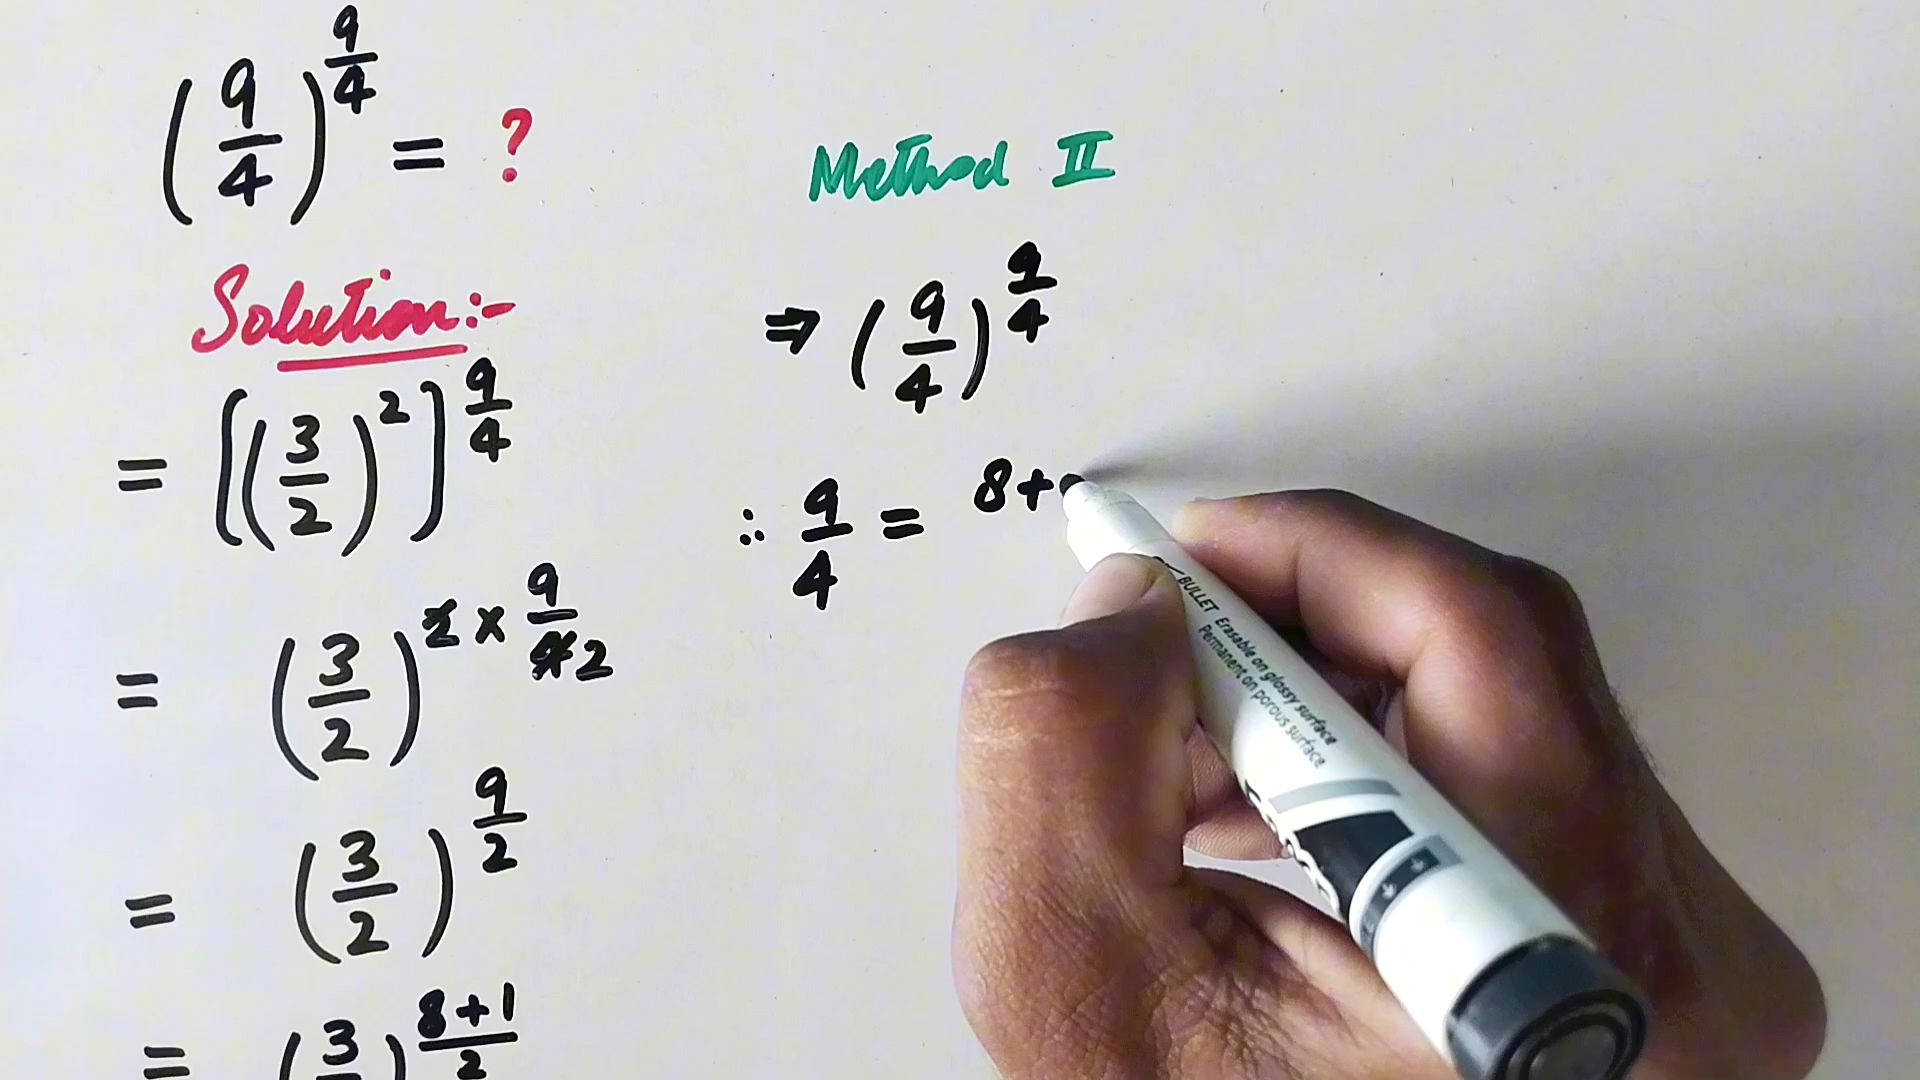 (9/4)^(9/4) = ?
Solution:-
= [(3/2)^2]^(9/4)
= (3/2)^(2 × 9/4 2)
= (3/2)^(9/2)
= (3/2)^((8+1)/2)
Method II
⇒ (9/4)^(9/4)
∴ 9/4 = 8+
BULLET Erasable on glossy surface
Permanent on porous surface